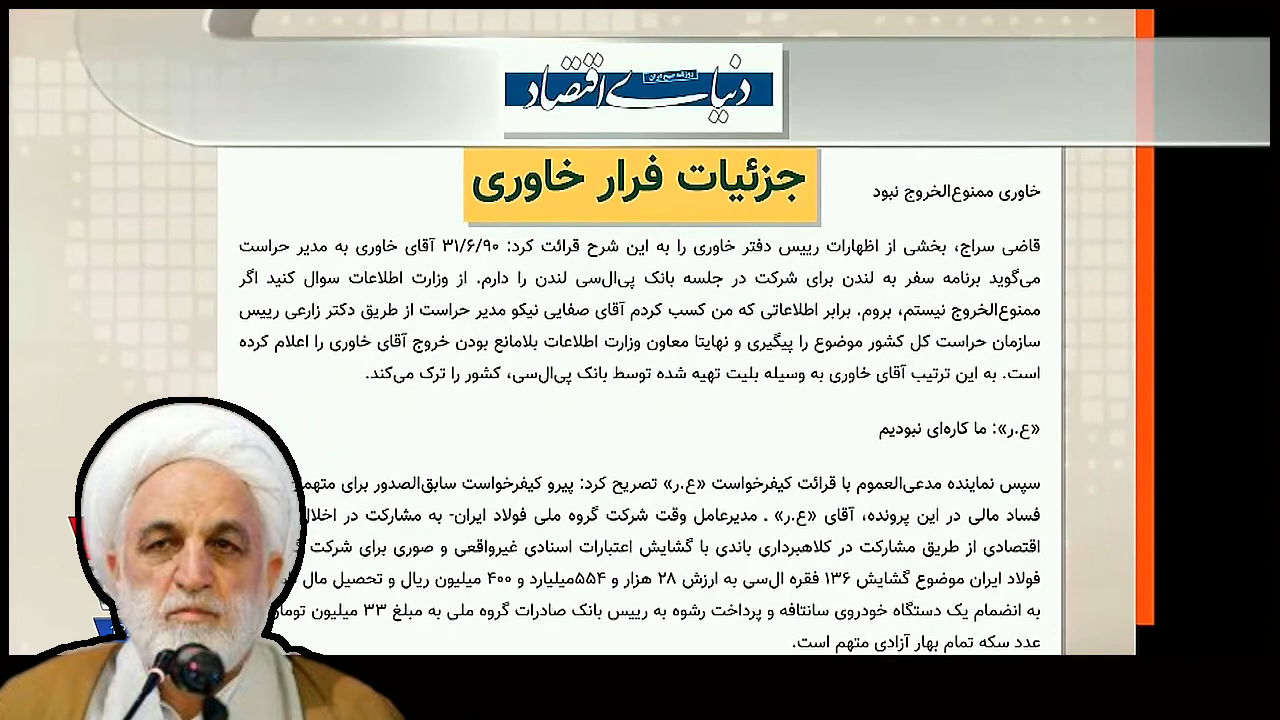 دنیای اقتصاد
روزنامه صبح ایران
جزئیات فرار خاوری
خاوری ممنوع‌الخروج نبود
قاضی سراج، بخشی از اظهارات رییس دفتر خاوری را به این شرح قرائت کرد: ۳۱/۶/۹۰ آقای خاوری به مدیر حراست
می‌گوید برنامه سفر به لندن برای شرکت در جلسه بانک پی‌ال‌سی لندن را دارم. از وزارت اطلاعات سوال کنید اگر
ممنوع‌الخروج نیستم، بروم. برابر اطلاعاتی که من کسب کردم آقای صفایی نیکو مدیر حراست از طریق دکتر زارعی رییس
سازمان حراست کل کشور موضوع را پیگیری و نهایتا معاون وزارت اطلاعات بلامانع بودن خروج آقای خاوری را اعلام کرده
است. به این ترتیب آقای خاوری به وسیله بلیت تهیه شده توسط بانک پی‌ال‌سی، کشور را ترک می‌کند.
«ع.ر»: ما کاره‌ای نبودیم
سپس نماینده مدعی‌العموم با قرائت کیفرخواست «ع.ر» تصریح کرد: پیرو کیفرخواست سابق‌الصدور برای
فساد مالی در این پرونده، آقای «ع.ر» . مدیرعامل وقت شرکت گروه ملی فولاد ایران- به مشارکت در
اقتصادی از طریق مشارکت در کلاهبرداری باندی با گشایش اعتبارات اسنادی غیرواقعی و صوری برای شرکت
فولاد ایران موضوع گشایش ۱۳۶ فقره ال‌سی به ارزش ۲۸ هزار و ۵۵۴میلیارد و ۴۰۰ میلیون ریال و تحصیل مال
به انضمام یک دستگاه خودروی سانتافه و پرداخت رشوه به رییس بانک صادرات گروه ملی به مبلغ ۳۳ میلیون
عدد سکه تمام بهار آزادی متهم است.